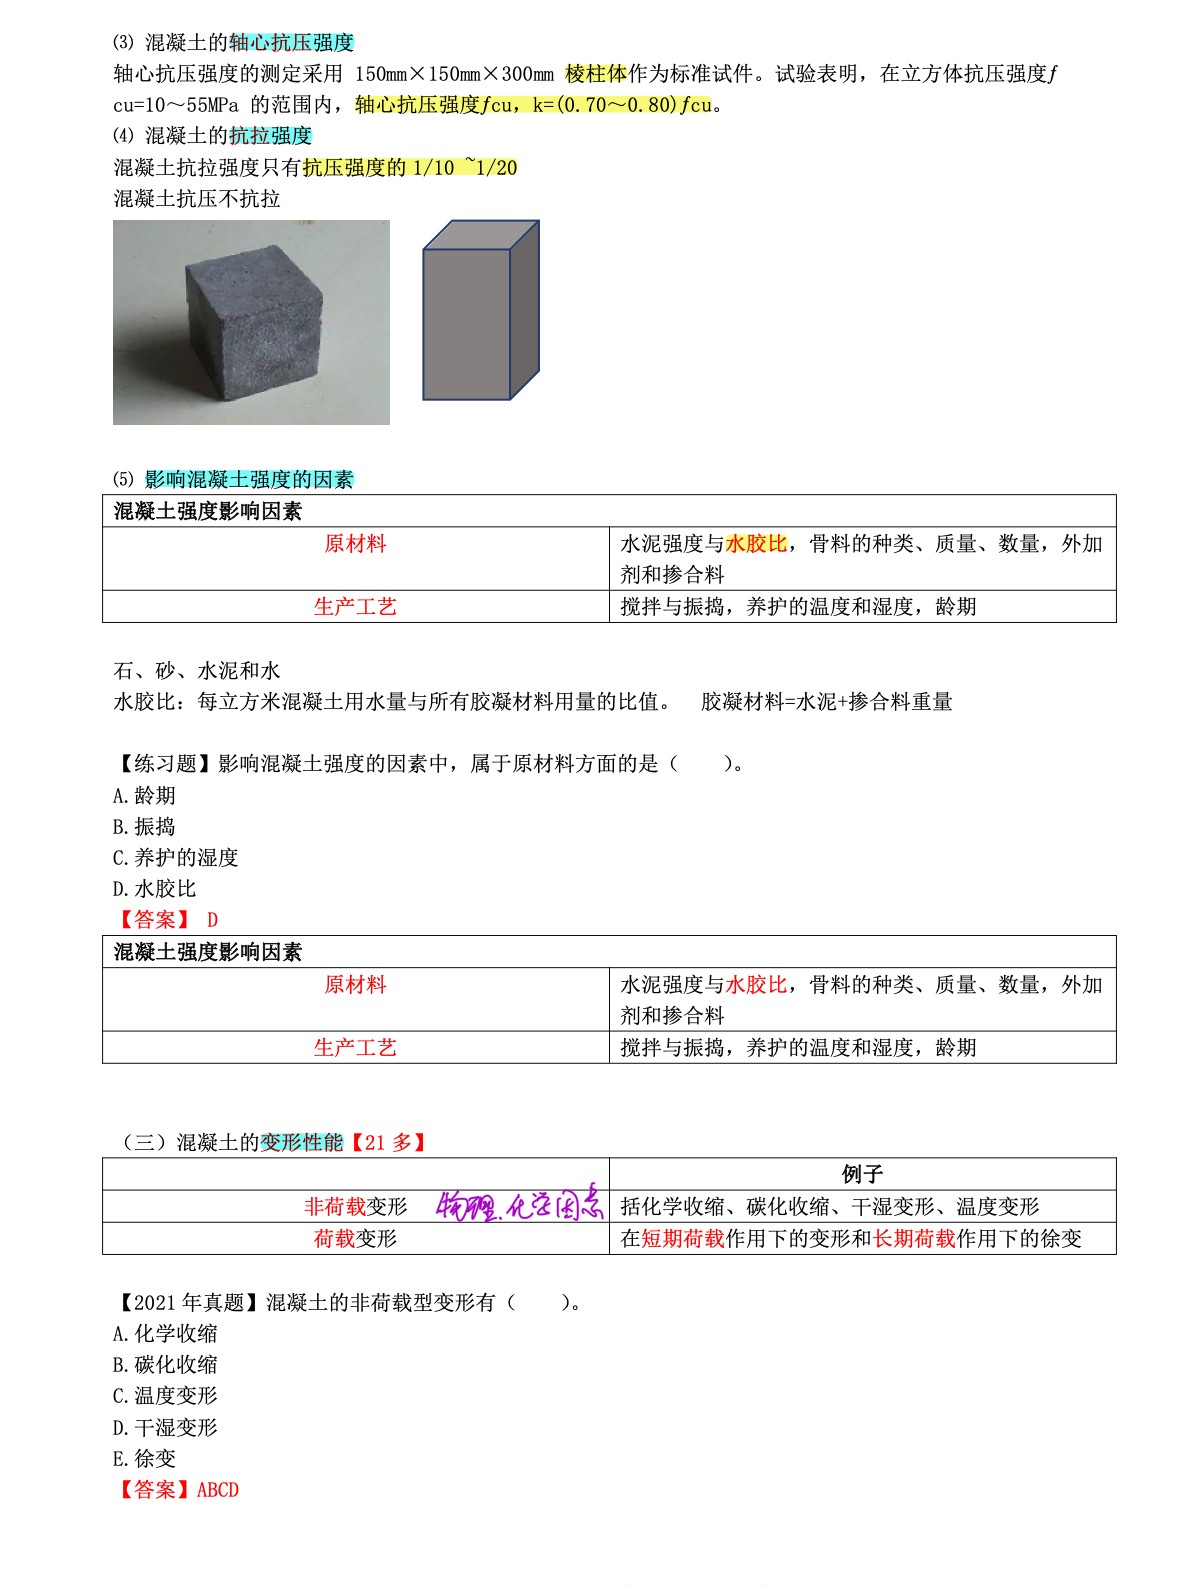 ⑶ 混凝土的轴心抗压强度
轴心抗压强度的测定采用 150mm×150mm×300mm 棱柱体作为标准试件。试验表明，在立方体抗压强度ƒ
cu=10～55MPa 的范围内，轴心抗压强度ƒcu，k=(0.70～0.80)ƒcu。
⑷ 混凝土的抗拉强度
混凝土抗拉强度只有抗压强度的 1/10 ~1/20
混凝土抗压不抗拉
⑸ 影响混凝土强度的因素
混凝土强度影响因素
原材料 水泥强度与水胶比，骨料的种类、质量、数量，外加
剂和掺合料
生产工艺 搅拌与振捣，养护的温度和湿度，龄期
石、砂、水泥和水
水胶比：每立方米混凝土用水量与所有胶凝材料用量的比值。 胶凝材料=水泥+掺合料重量
【练习题】影响混凝土强度的因素中，属于原材料方面的是（ ）。
A.龄期
B.振捣
C.养护的湿度
D.水胶比
【答案】 D
混凝土强度影响因素
原材料 水泥强度与水胶比，骨料的种类、质量、数量，外加
剂和掺合料
生产工艺 搅拌与振捣，养护的温度和湿度，龄期
（三）混凝土的变形性能【21 多】
例子
非荷载变形 物理、化学因素 括化学收缩、碳化收缩、干湿变形、温度变形
荷载变形 在短期荷载作用下的变形和长期荷载作用下的徐变
【2021 年真题】混凝土的非荷载型变形有（ ）。
A.化学收缩
B.碳化收缩
C.温度变形
D.干湿变形
E.徐变
【答案】ABCD